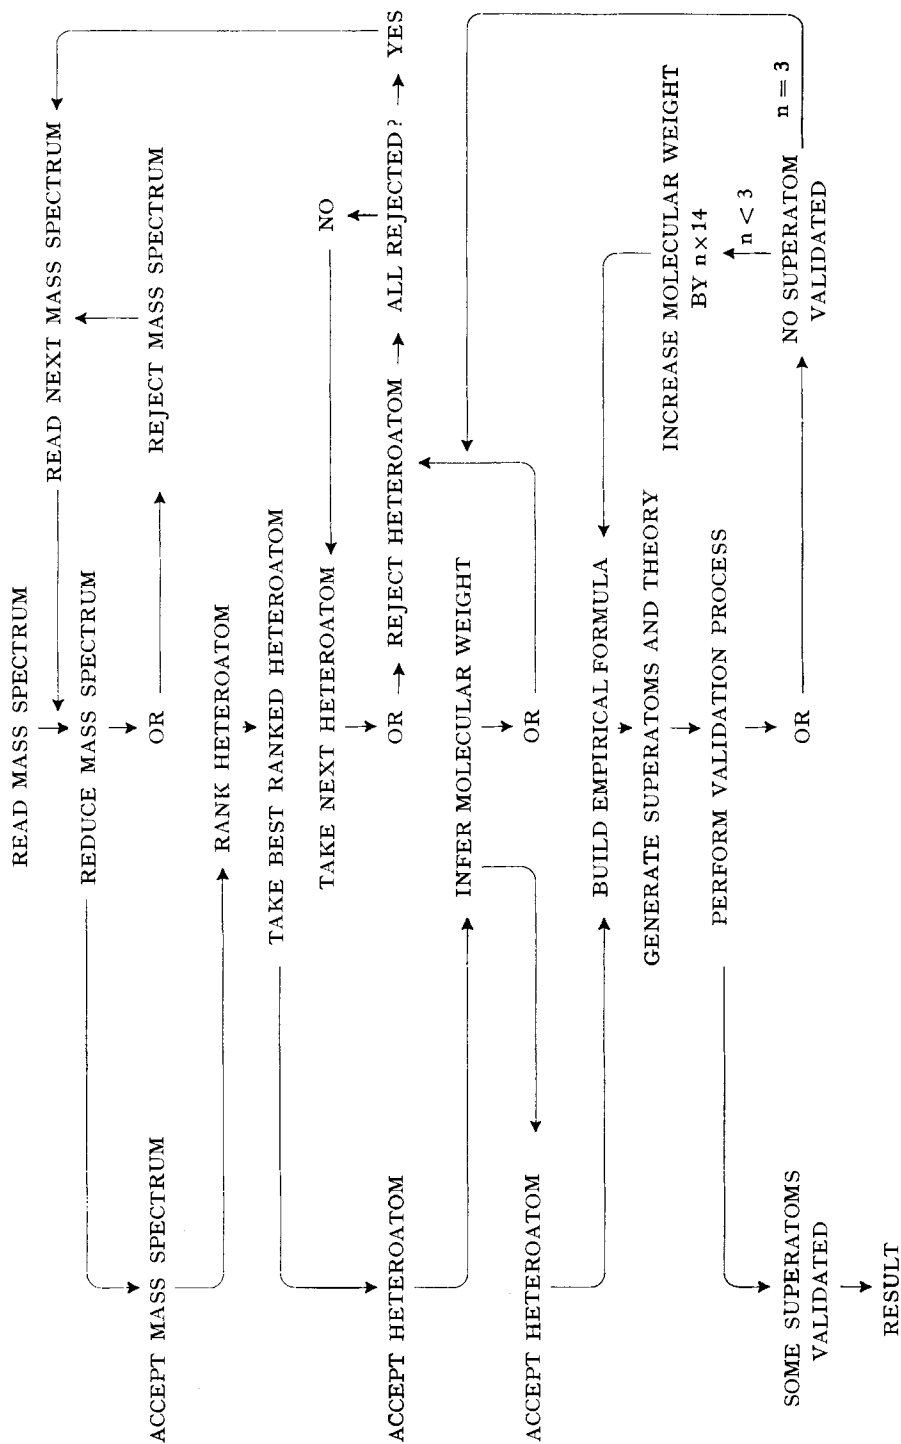 READ MASS SPECTRUM
READ NEXT MASS SPECTRUM
REDUCE MASS SPECTRUM
ACCEPT MASS SPECTRUM
OR
REJECT MASS SPECTRUM
RANK HETEROATOM
TAKE BEST RANKED HETEROATOM
TAKE NEXT HETEROATOM
NO
ACCEPT HETEROATOM
OR
REJECT HETEROATOM
ALL REJECTED?
YES
INFER MOLECULAR WEIGHT
ACCEPT HETEROATOM
OR
BUILD EMPIRICAL FORMULA
GENERATE SUPERATOMS AND THEORY
INCREASE MOLECULAR WEIGHT
BY n×14
PERFORM VALIDATION PROCESS
n < 3
n = 3
SOME SUPERATOMS
VALIDATED
OR
NO SUPERATOM
VALIDATED
RESULT